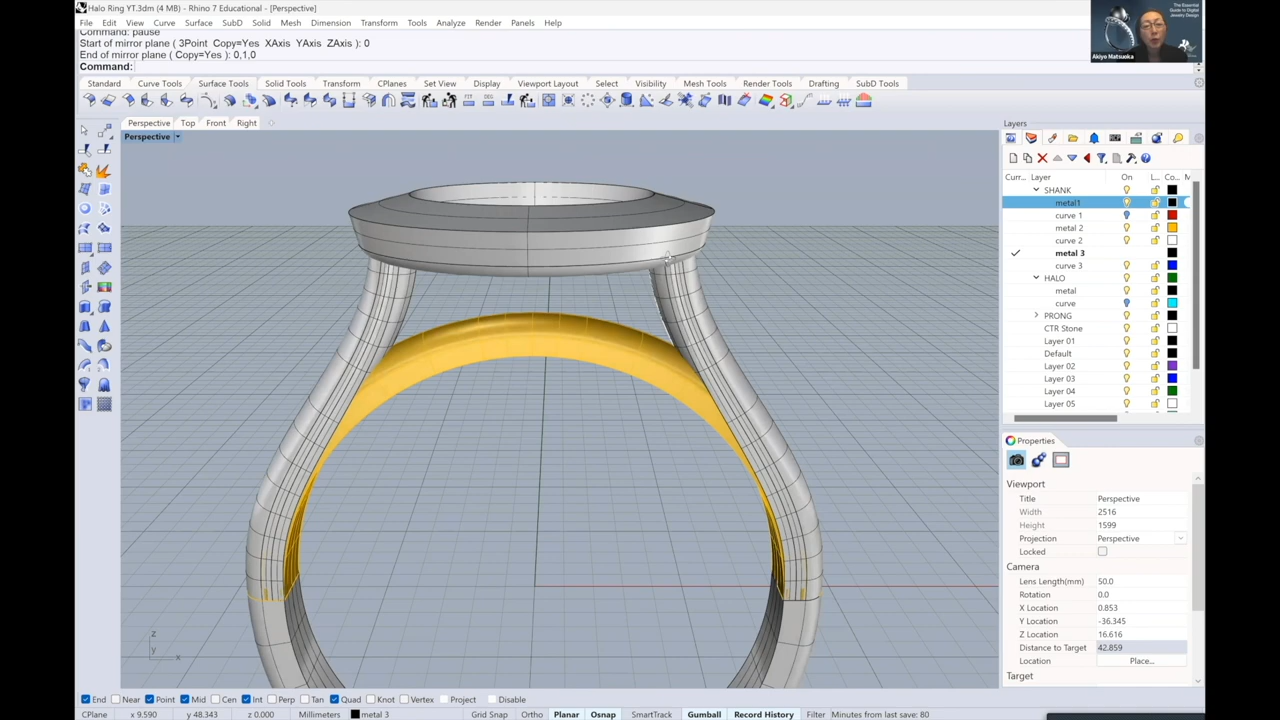 Halo Ring YT.3dm (4 MB) - Rhino 7 Educational - [Perspective]
File Edit View Curve Surface SubD Solid Mesh Dimension Transform Tools Analyze Render Panels Help
Command: pause
Start of mirror plane ( 3Point Copy=Yes XAxis YAxis ZAxis ): 0
End of mirror plane ( Copy=Yes ): 0,1,0
Command:
The Essential
Guide to Digital
Jewelry Design
Akiyo Matsuoka
Standard Curve Tools Surface Tools Solid Tools Transform CPlanes Set View Display Viewport Layout Select Visibility Mesh Tools Render Tools Drafting SubD Tools
Perspective Top Front Right
Perspective
Layers
Curr... Layer On L... Co... M
SHANK
metal1
curve 1
metal 2
curve 2
metal 3
curve 3
HALO
metal
curve
PRONG
CTR Stone
Layer 01
Default
Layer 02
Layer 03
Layer 04
Layer 05
Properties
Viewport
Title Perspective
Width 2516
Height 1599
Projection Perspective
Locked
Camera
Lens Length(mm) 50.0
Rotation 0.0
X Location 0.853
Y Location -36.345
Z Location 16.616
Distance to Target 42.859
Location Place...
Target
z
y
x
End Near Point Mid Cen Int Perp Tan Quad Knot Vertex Project Disable
CPlane x 9.590 y 48.343 z 0.000 Millimeters metal 3 Grid Snap Ortho Planar Osnap SmartTrack Gumball Record History Filter Minutes from last save: 80